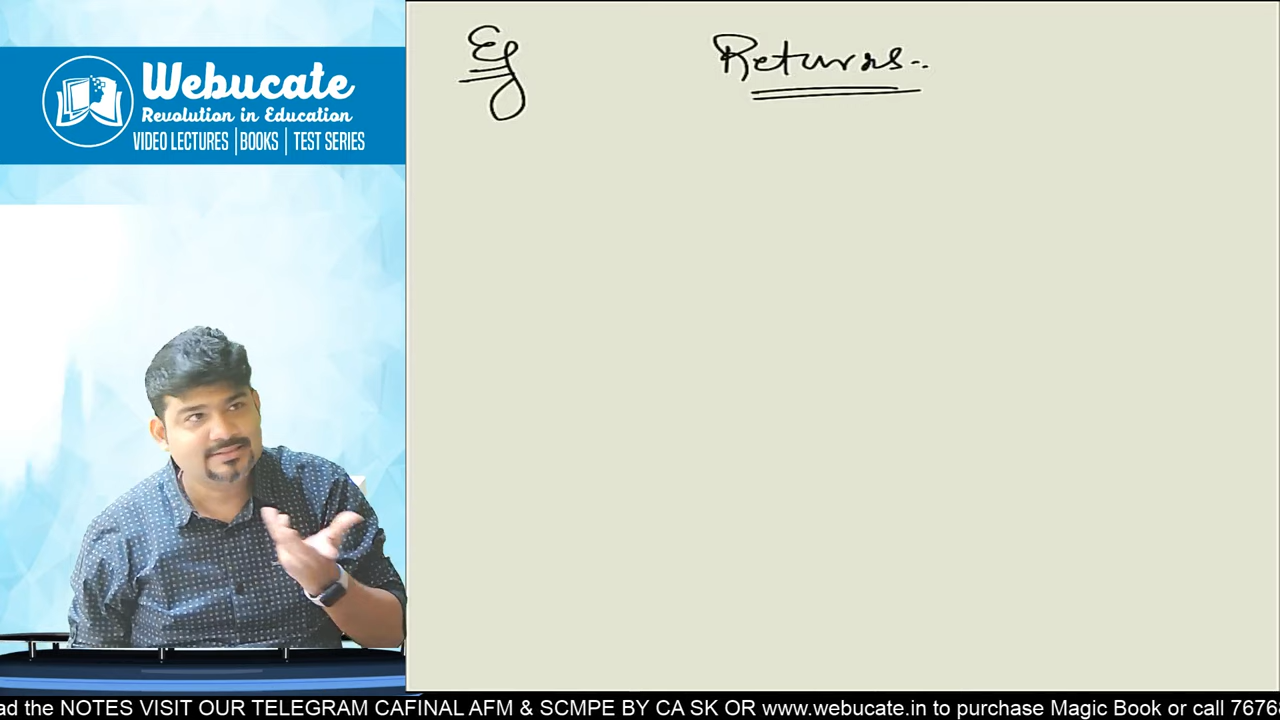 Webucate
Revolution in Education
VIDEO LECTURES | BOOKS | TEST SERIES
Eg Returns..
ad the NOTES VISIT OUR TELEGRAM CAFINAL AFM & SCMPE BY CA SK OR www.webucate.in to purchase Magic Book or call 7676